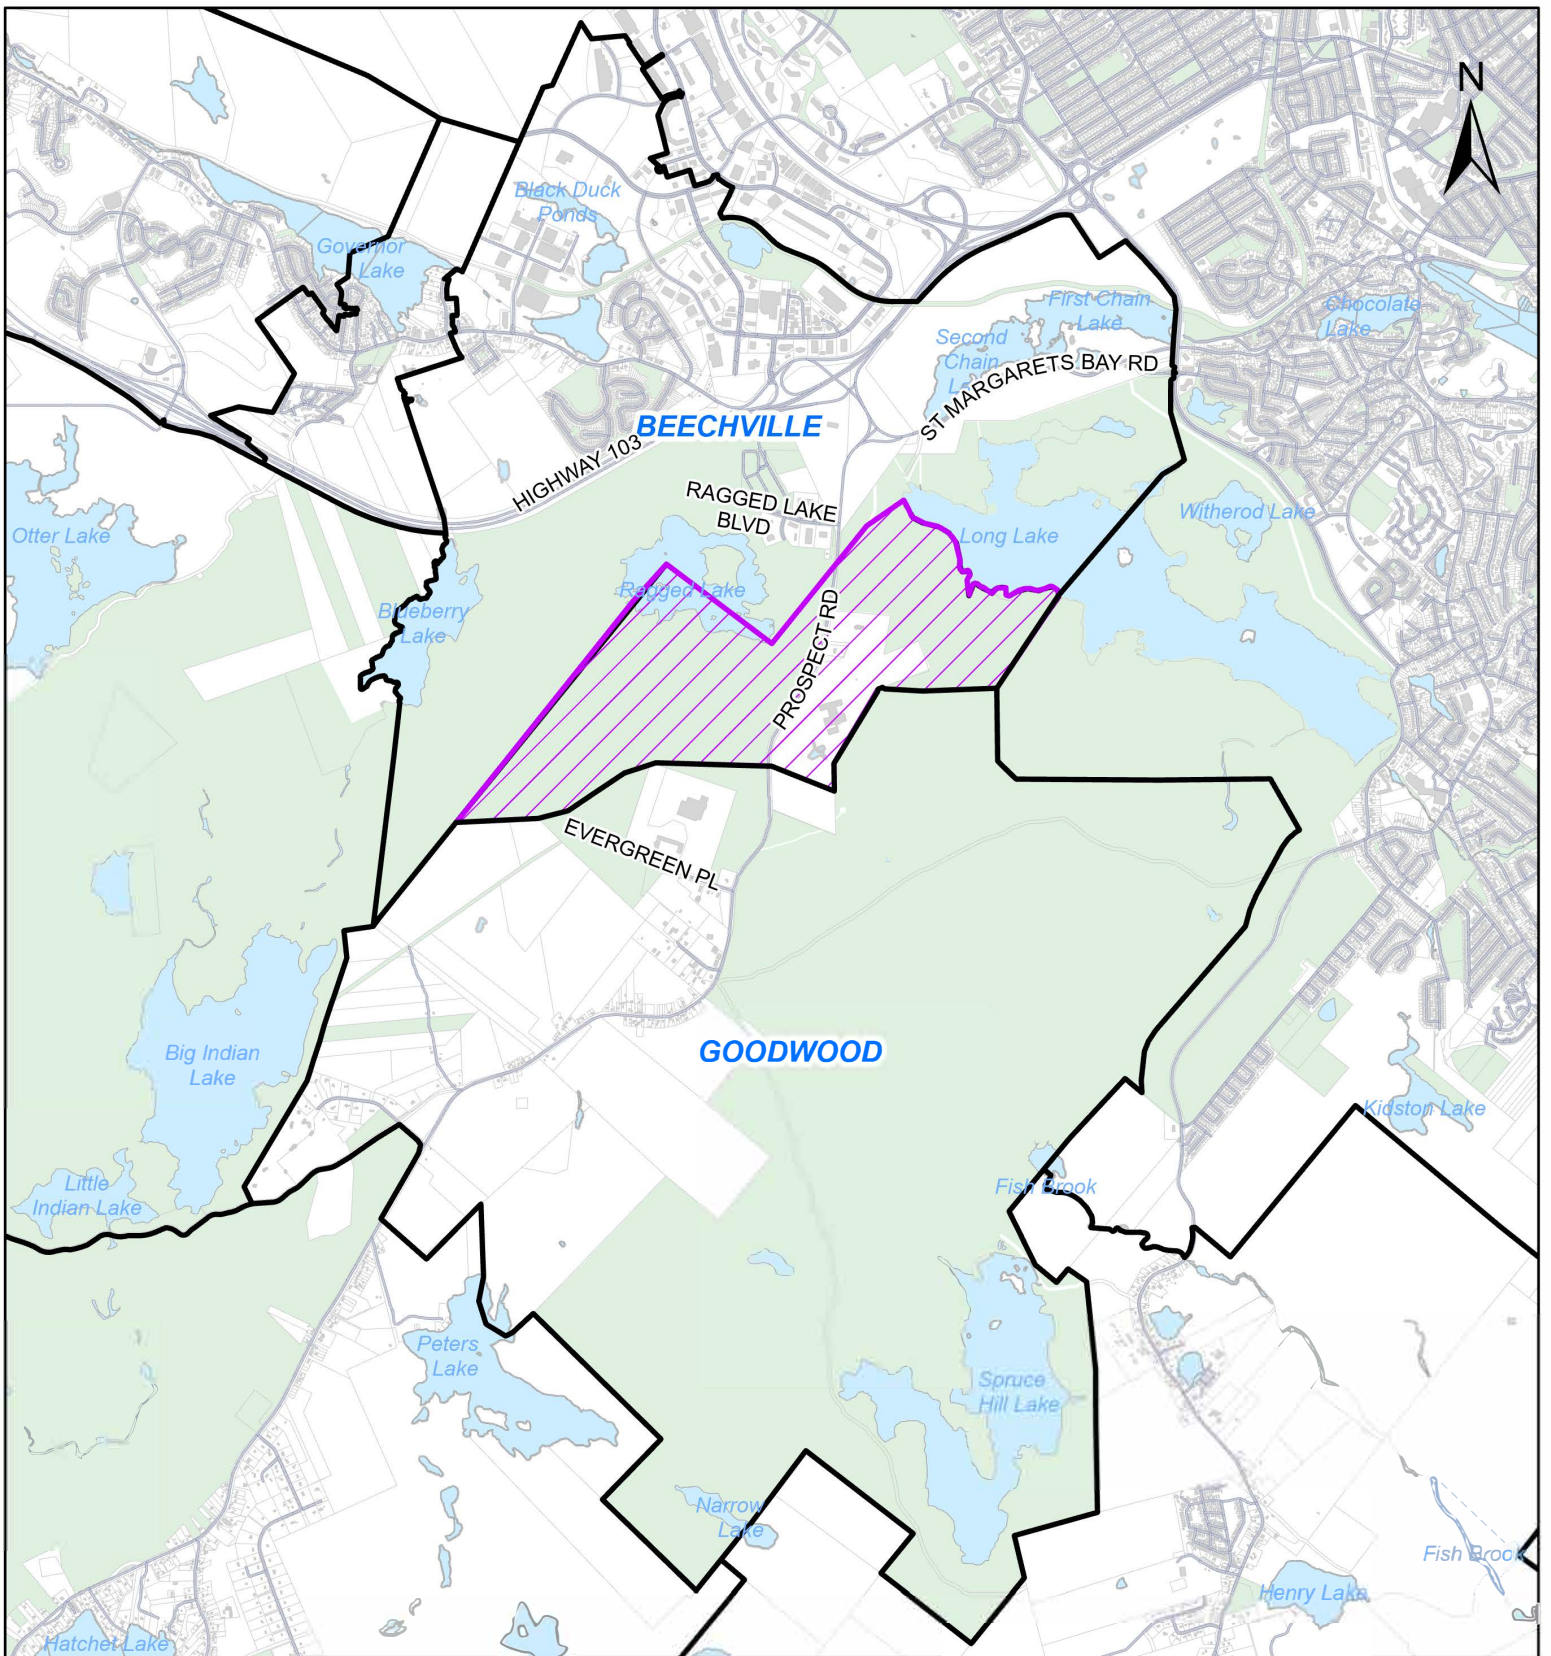 N
Black Duck
Ponds
Governor
Lake
First Chain
Lake
Chocolate
Lake
Second
Chain
ST MARGARETS BAY RD
BEECHVILLE
HIGHWAY 103
RAGGED LAKE
BLVD
Otter Lake
Long Lake
Witherod Lake
Ragged Lake
Blueberry
Lake
PROSPECT RD
EVERGREEN PL
Big Indian
Lake
GOODWOOD
Kidston Lake
Little
Indian Lake
Fish Brook
Peters
Lake
Spruce
Hill Lake
Narrow
Lake
Fish Brook
Henry Lake
Hatchet Lake